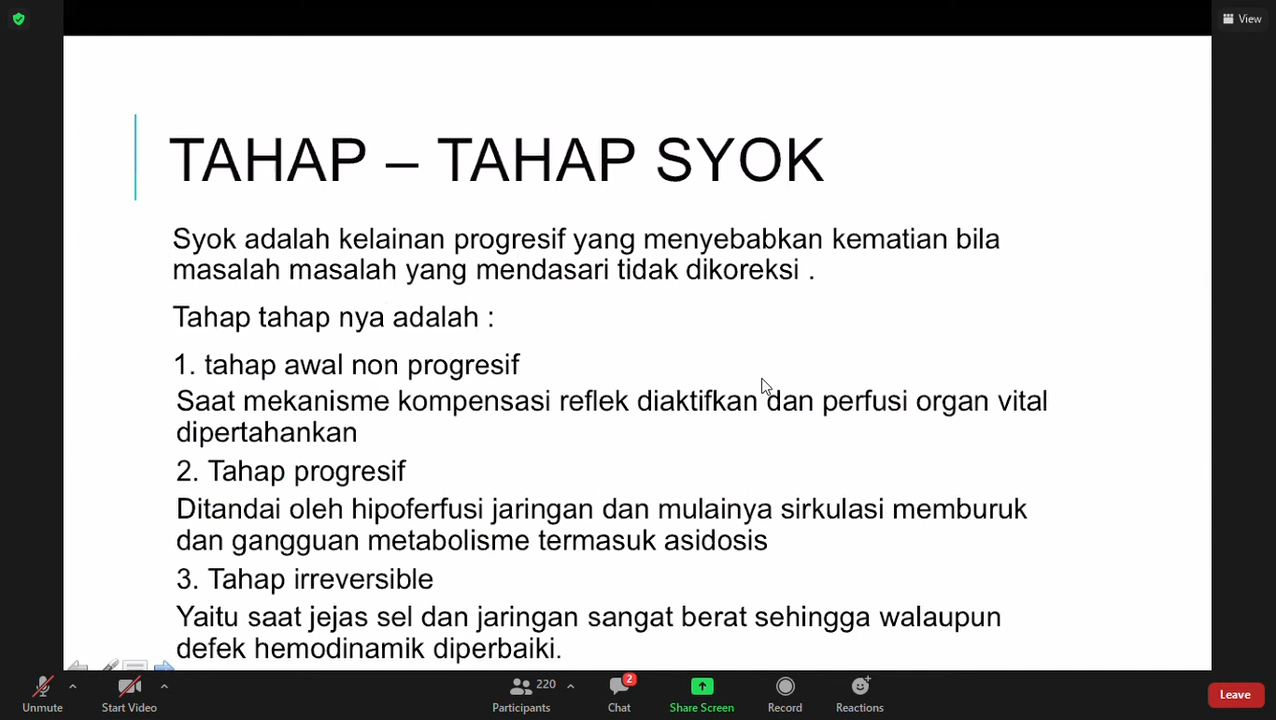 View
TAHAP – TAHAP SYOK
Syok adalah kelainan progresif yang menyebabkan kematian bila
masalah masalah yang mendasari tidak dikoreksi .
Tahap tahap nya adalah :
1. tahap awal non progresif
Saat mekanisme kompensasi reflek diaktifkan dan perfusi organ vital
dipertahankan
2. Tahap progresif
Ditandai oleh hipoferfusi jaringan dan mulainya sirkulasi memburuk
dan gangguan metabolisme termasuk asidosis
3. Tahap irreversible
Yaitu saat jejas sel dan jaringan sangat berat sehingga walaupun
defek hemodinamik diperbaiki.
Unmute
Start Video
220
Participants
2
Chat
Share Screen
Record
Reactions
Leave